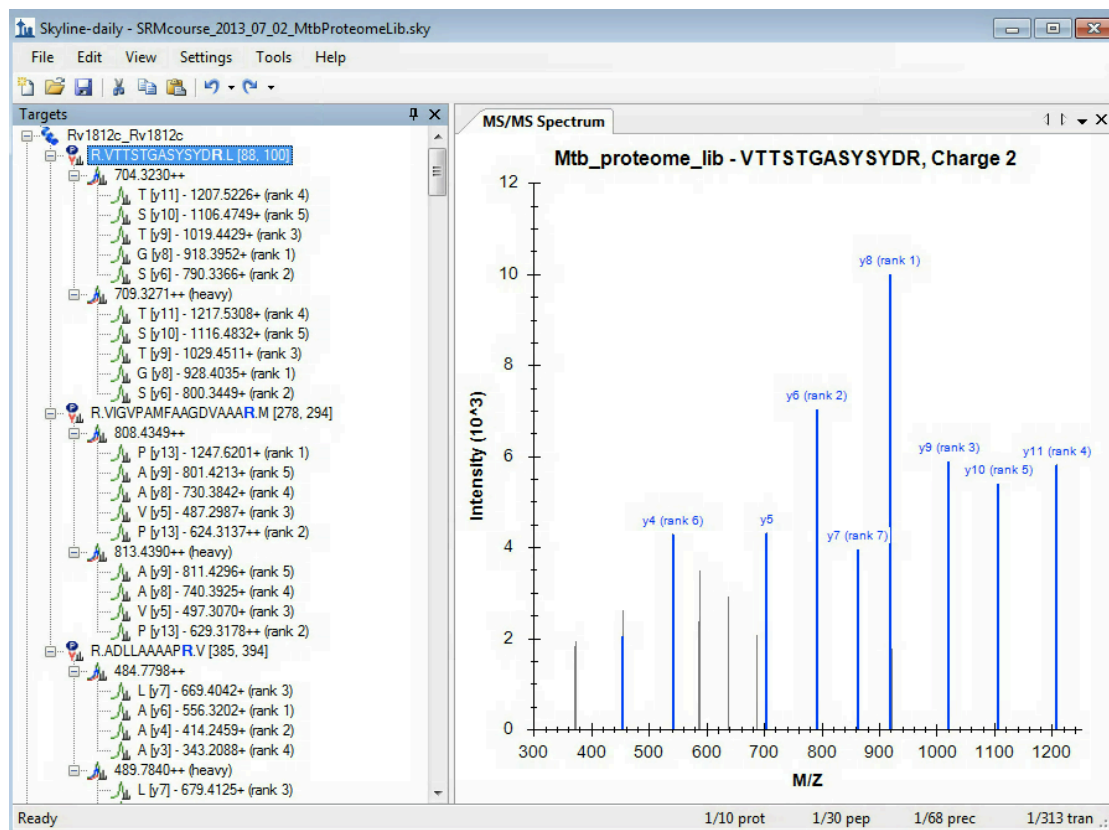 Skyline-daily - SRMcourse_2013_07_02_MtbProteomeLib.sky
File Edit View Settings Tools Help
Targets
Rv1812c_Rv1812c
R.VTTSTGASYSYDR.L [88, 100]
704.3230++
T [y11] - 1207.5226+ (rank 4)
S [y10] - 1106.4749+ (rank 5)
T [y9] - 1019.4429+ (rank 3)
G [y8] - 918.3952+ (rank 1)
S [y6] - 790.3366+ (rank 2)
709.3271++ (heavy)
T [y11] - 1217.5308+ (rank 4)
S [y10] - 1116.4832+ (rank 5)
T [y9] - 1029.4511+ (rank 3)
G [y8] - 928.4035+ (rank 1)
S [y6] - 800.3449+ (rank 2)
R.VIGVPAMFAAGDVAAAR.M [278, 294]
808.4349++
P [y13] - 1247.6201+ (rank 1)
A [y9] - 801.4213+ (rank 5)
A [y8] - 730.3842+ (rank 4)
V [y5] - 487.2987+ (rank 3)
P [y13] - 624.3137++ (rank 2)
813.4390++ (heavy)
A [y9] - 811.4296+ (rank 5)
A [y8] - 740.3925+ (rank 4)
V [y5] - 497.3070+ (rank 3)
P [y13] - 629.3178++ (rank 2)
R.ADLLAAAAPR.V [385, 394]
484.7798++
L [y7] - 669.4042+ (rank 3)
A [y6] - 556.3202+ (rank 1)
A [y4] - 414.2459+ (rank 2)
A [y3] - 343.2088+ (rank 4)
489.7840++ (heavy)
L [y7] - 679.4125+ (rank 3)
MS/MS Spectrum
Mtb_proteome_lib - VTTSTGASYSYDR, Charge 2
Intensity (10^3)
12
10
8
6
4
2
0
y8 (rank 1)
y6 (rank 2)
y9 (rank 3)
y11 (rank 4)
y10 (rank 5)
y4 (rank 6)
y5
y7 (rank 7)
300 400 500 600 700 800 900 1000 1100 1200
M/Z
Ready 1/10 prot 1/30 pep 1/68 prec 1/313 tran